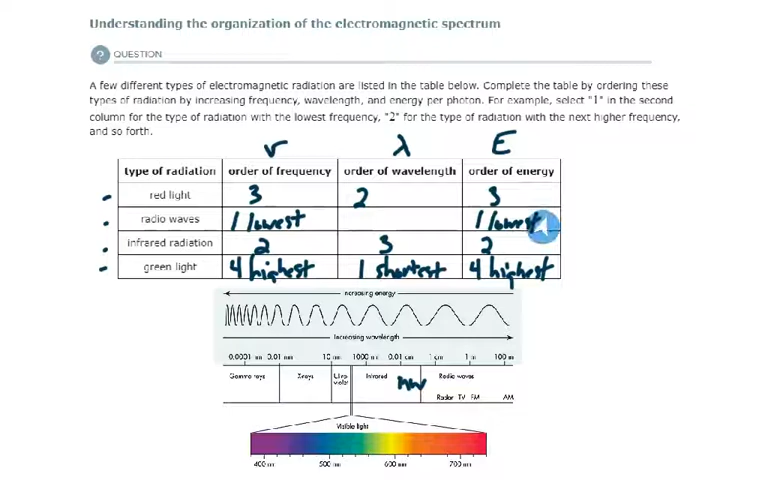 Understanding the organization of the electromagnetic spectrum
? QUESTION
A few different types of electromagnetic radiation are listed in the table below. Complete the table by ordering these
types of radiation by increasing frequency, wavelength, and energy per photon. For example, select "1" in the second
column for the type of radiation with the lowest frequency, "2" for the type of radiation with the next higher frequency,
and so forth.
ν λ E
type of radiation order of frequency order of wavelength order of energy
red light 3 2 3
radio waves 1 lowest 1 lowest
infrared radiation 2 3 2
green light 4 highest 1 shortest 4 highest
Increasing energy
Increasing wavelength
0.0001 nm 0.01 nm 10 nm 1000 nm 0.01 cm 1 cm 1 m 100 m
Gamma rays X-rays Ultra- Infrared Radio waves
violet
Radar TV FM AM
Visible light
400 nm 500 nm 600 nm 700 nm